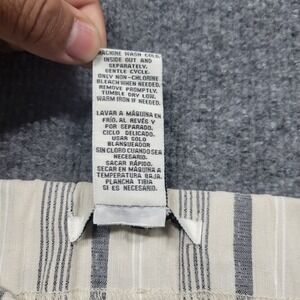 MACHINE WASH COLD,
INSIDE OUT AND
SEPARATELY.
GENTLE CYCLE.
ONLY NON-CHLORINE
BLEACH WHEN NEEDED.
REMOVE PROMPTLY.
TUMBLE DRY LOW.
WARM IRON IF NEEDED.
LAVAR A MÁQUINA EN
FRÍO, AL REVÉS Y
POR SEPARADO.
CICLO DELICADO.
USAR SOLO
BLANQUEADOR
SIN CLORO CUANDO SEA
NECESARIO.
SACAR RÁPIDO.
SECAR EN MÁQUINA A
TEMPERATURA BAJA.
PLANCHA TIBIA
SI ES NECESARIO.